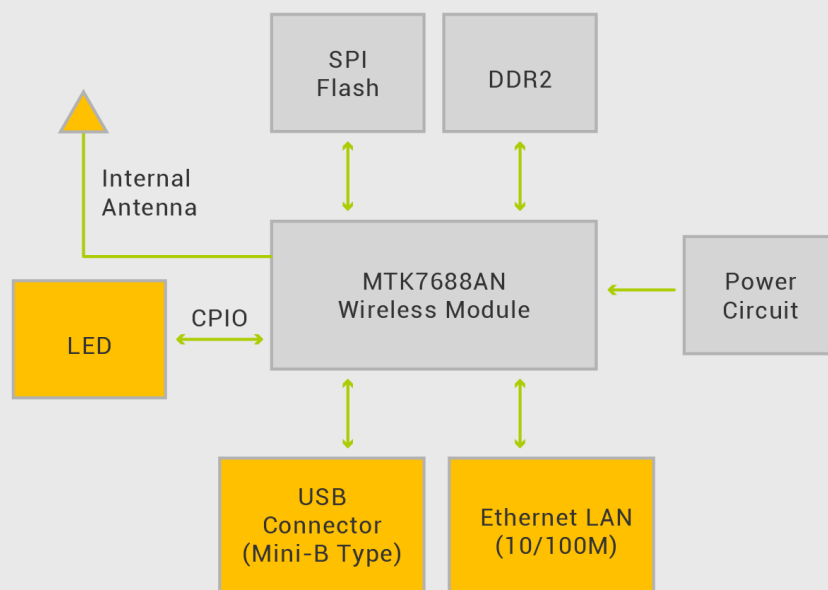 SPI
Flash
DDR2
Internal
Antenna
MTK7688AN
Wireless Module
Power
Circuit
CPIO
LED
USB
Connector
(Mini-B Type)
Ethernet LAN
(10/100M)